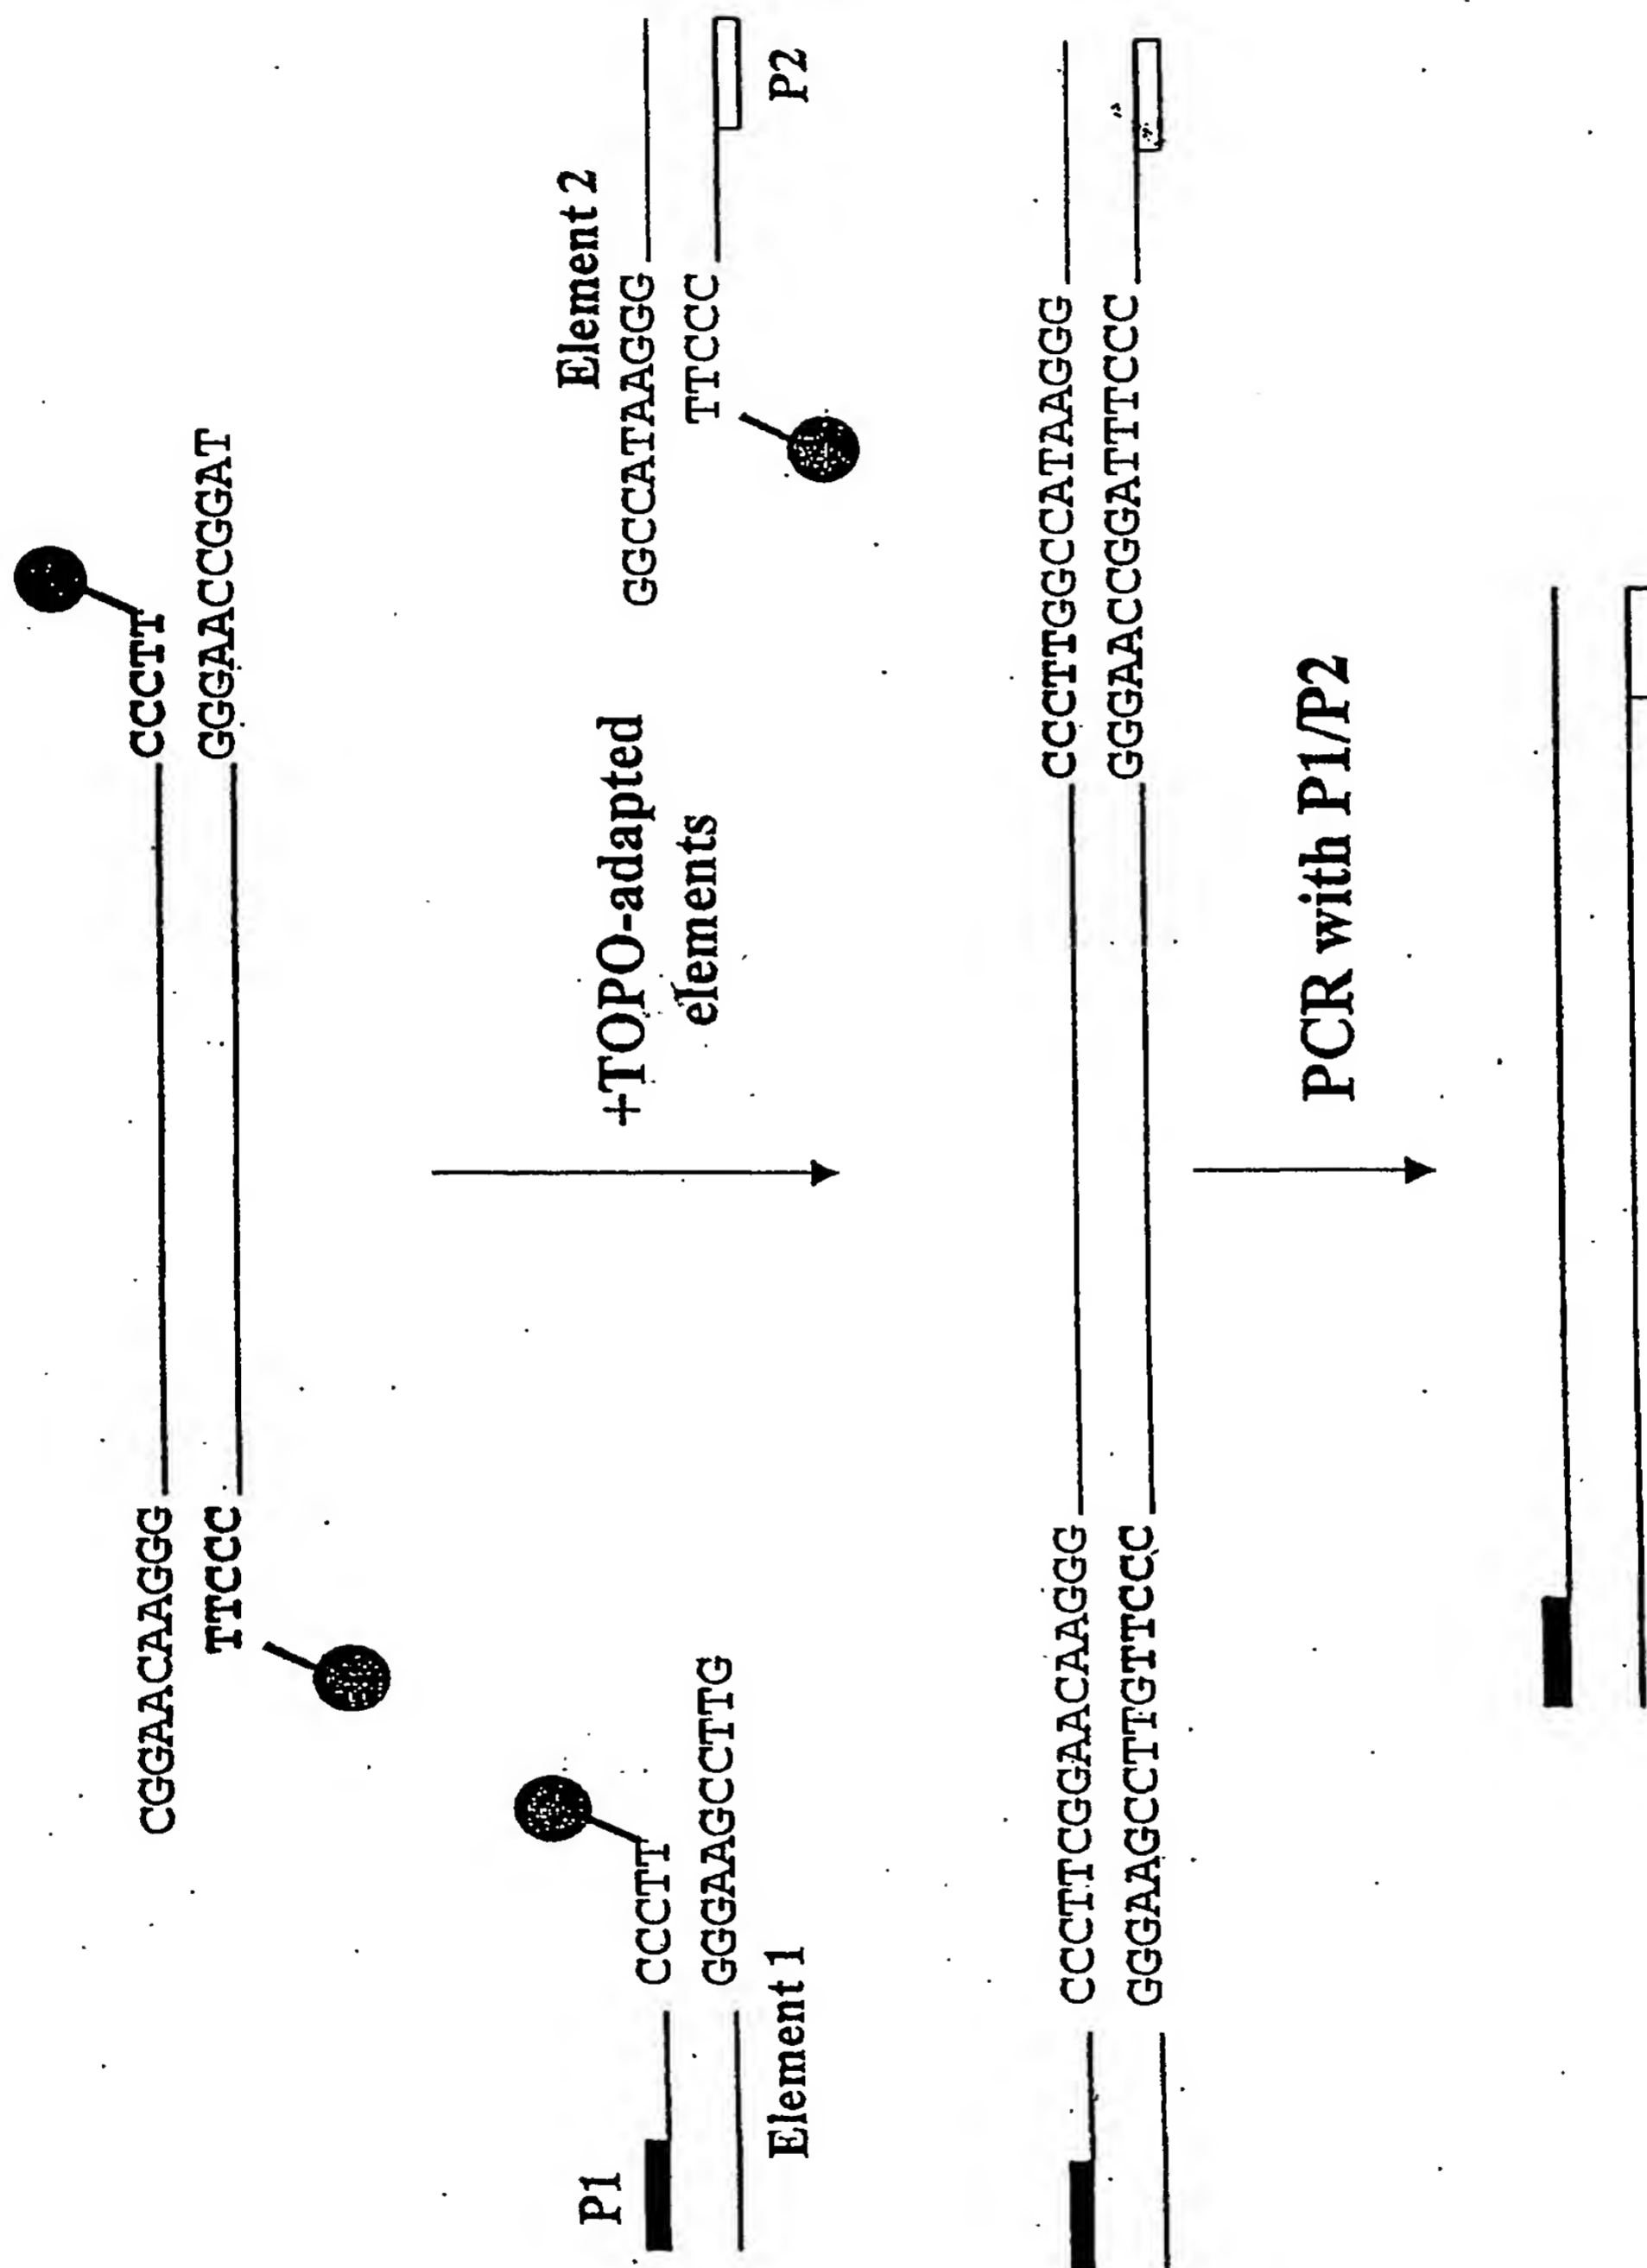 CGGAACAAGGG CCCTT
TTCCC GGGAACCGGAT
Element 2
P1 CCCTT +TOPO-adapted GGCCATAAGGG
GGGAAGCCTTG elements TTCCC
Element 1 P2
CCCTTCGGAACAAGGG CCCTTGGCCATAAGGG
GGGAAGCCTTGTTCCC GGGAACCGGATTTCCC
PCR with P1/P2